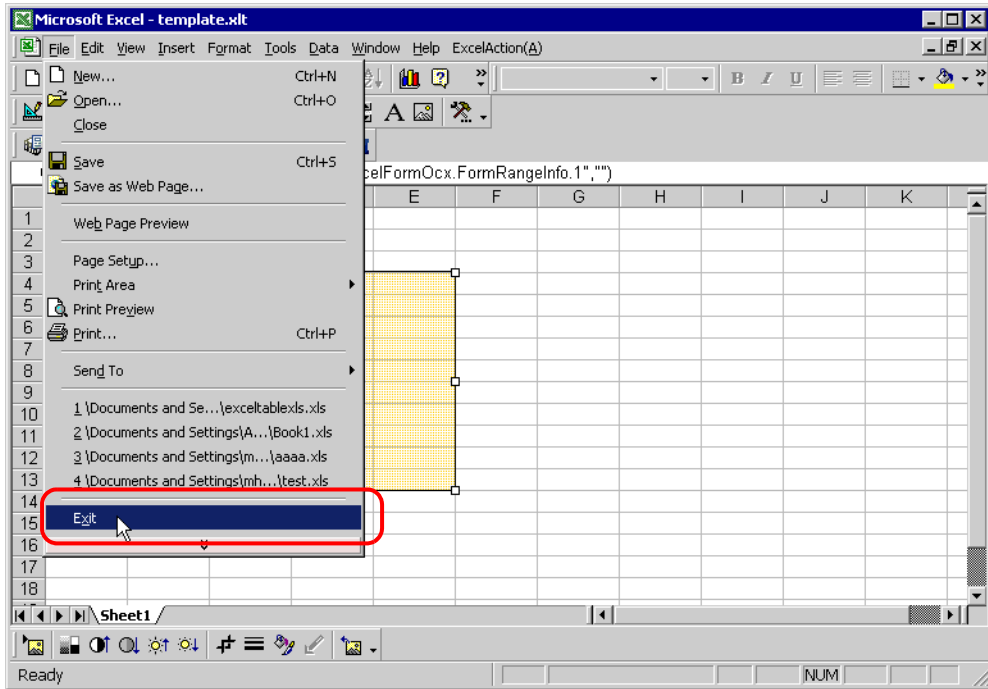 Microsoft Excel - template.xlt
File Edit View Insert Format Tools Data Window Help ExcelAction(A)
New... Ctrl+N
B I U
Open... Ctrl+O
A
Close
Save Ctrl+S
celFormOcx.FormRangeInfo.1","")
Save as Web Page...
E F G H I J K
Web Page Preview
Page Setup...
Print Area
Print Preview
Print... Ctrl+P
Send To
1 \Documents and Se...\exceltablexls.xls
2 \Documents and Settings\A...\Book1.xls
3 \Documents and Settings\m...\aaaa.xls
4 \Documents and Settings\mh...\test.xls
Exit
1
2
3
4
5
6
7
8
9
10
11
12
13
14
15
16
17
18
Sheet1
Ready NUM